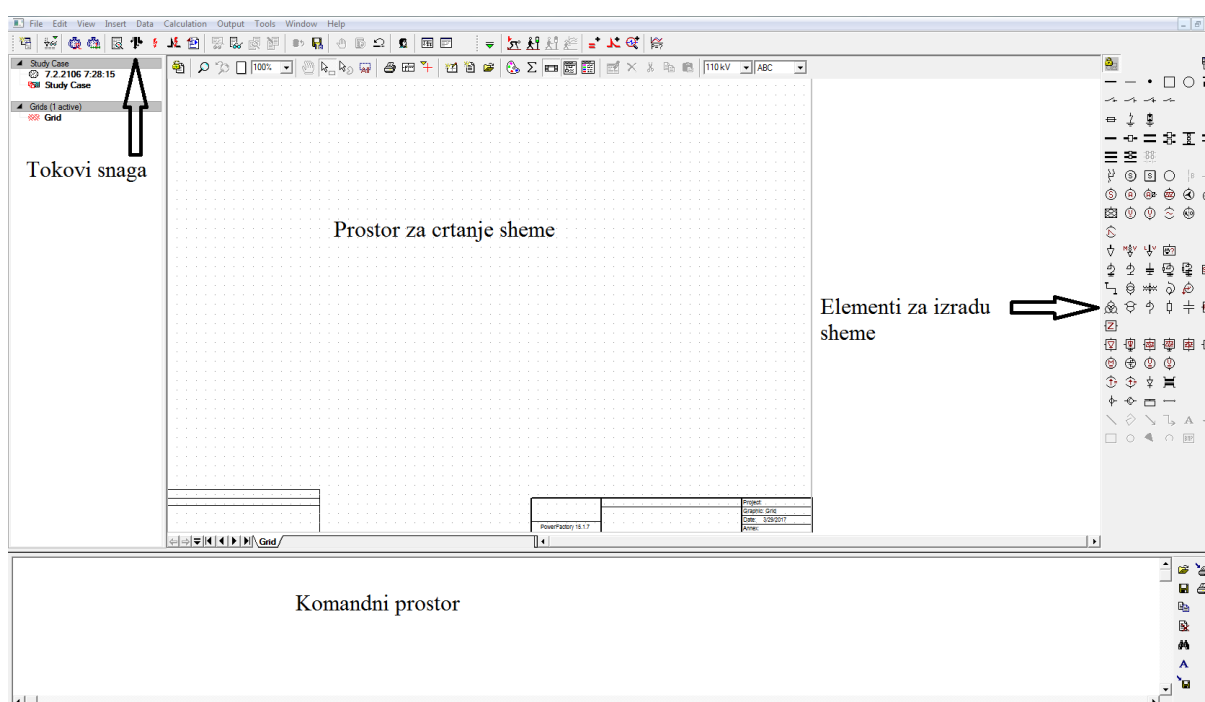 File Edit View Insert Data Calculation Output Tools Window Help
Study Case
7.2.2106 7:28:15
Study Case
Grids (1 active)
Grid
100%
110 kV
ABC
Tokovi snaga
Prostor za crtanje sheme
Elementi za izradu
sheme
Project:
Graphic: Grid
PowerFactory 15.1.7
Date: 3/29/2017
Annex:
Grid
Komandni prostor